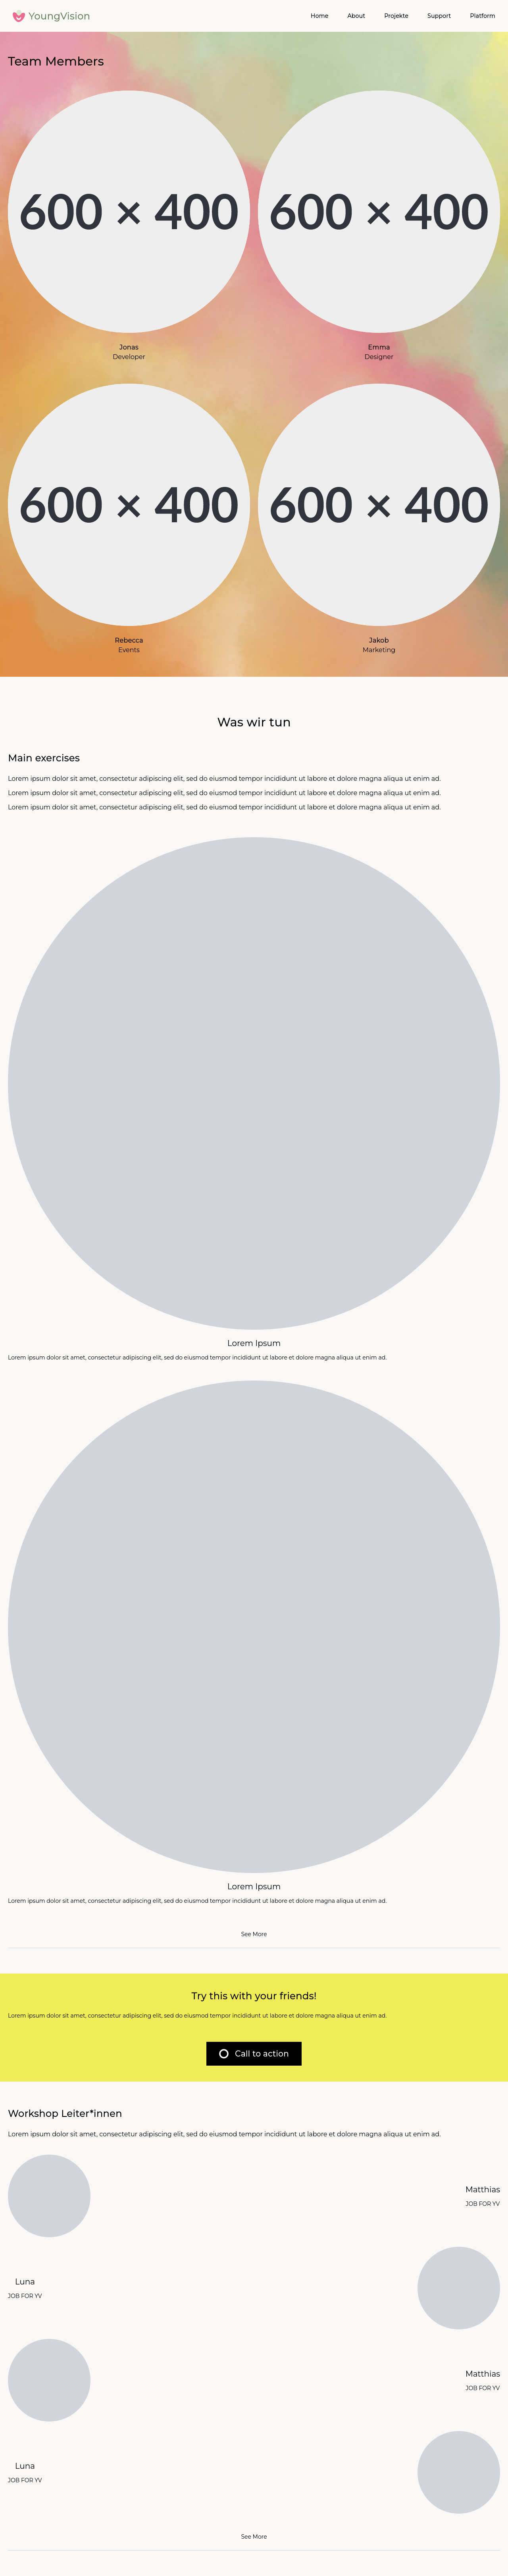 YoungVision
Home About Projekte Support Platform
Team Members
600 × 400 600 × 400
Jonas Emma
Developer Designer
600 × 400 600 × 400
Rebecca Jakob
Events Marketing
Was wir tun
Main exercises
Lorem ipsum dolor sit amet, consectetur adipiscing elit, sed do eiusmod tempor incididunt ut labore et dolore magna aliqua ut enim ad.
Lorem ipsum dolor sit amet, consectetur adipiscing elit, sed do eiusmod tempor incididunt ut labore et dolore magna aliqua ut enim ad.
Lorem ipsum dolor sit amet, consectetur adipiscing elit, sed do eiusmod tempor incididunt ut labore et dolore magna aliqua ut enim ad.
Lorem Ipsum
Lorem ipsum dolor sit amet, consectetur adipiscing elit, sed do eiusmod tempor incididunt ut labore et dolore magna aliqua ut enim ad.
Lorem Ipsum
Lorem ipsum dolor sit amet, consectetur adipiscing elit, sed do eiusmod tempor incididunt ut labore et dolore magna aliqua ut enim ad.
See More
Try this with your friends!
Lorem ipsum dolor sit amet, consectetur adipiscing elit, sed do eiusmod tempor incididunt ut labore et dolore magna aliqua ut enim ad.
Call to action
Workshop Leiter*innen
Lorem ipsum dolor sit amet, consectetur adipiscing elit, sed do eiusmod tempor incididunt ut labore et dolore magna aliqua ut enim ad.
Matthias
JOB FOR YV
Luna
JOB FOR YV
Matthias
JOB FOR YV
Luna
JOB FOR YV
See More